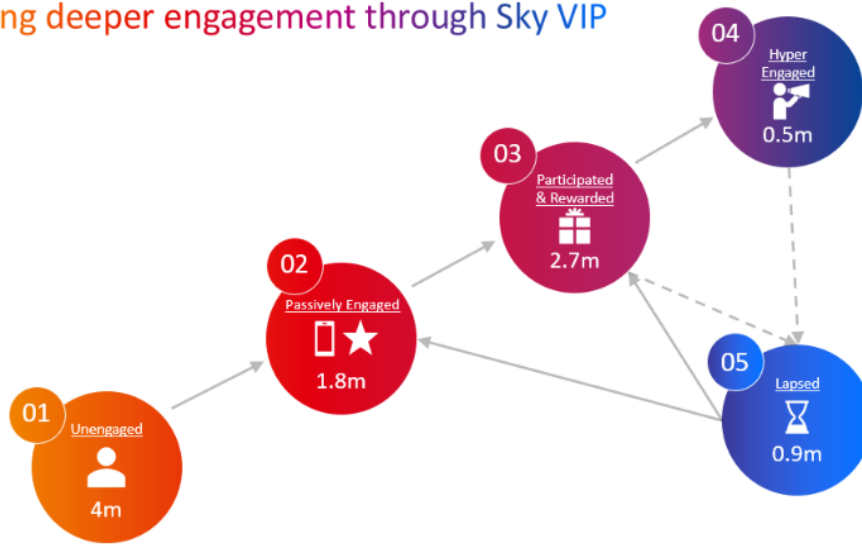 ng deeper engagement through Sky VIP
01
Unengaged
4m
02
Passively Engaged
1.8m
03
Participated
& Rewarded
2.7m
04
Hyper
Engaged
0.5m
05
Lapsed
0.9m